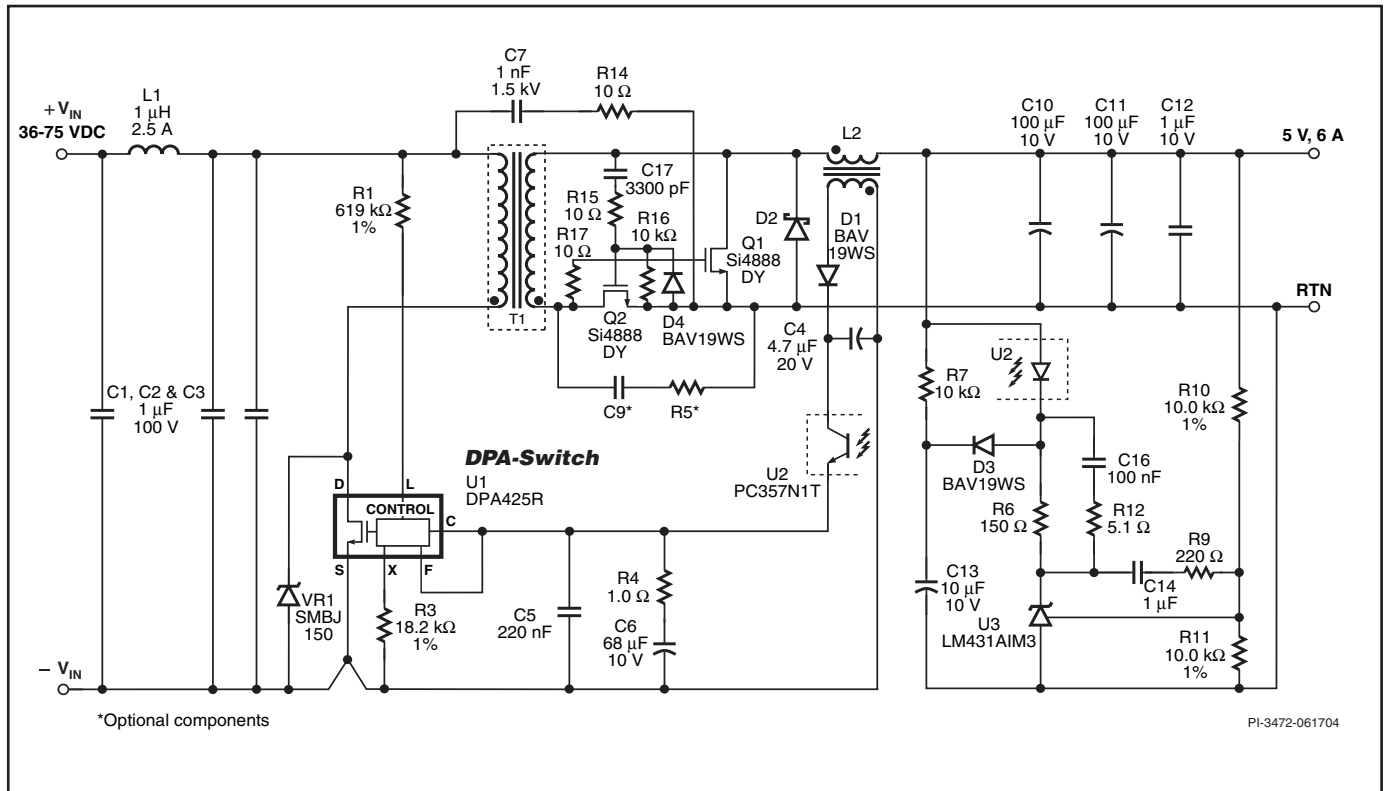 C7
1 nF
1.5 kV
R14
10 Ω
+ VIN
36-75 VDC
L1
1 µH
2.5 A
L2
C10
100 µF
10 V
C11
100 µF
10 V
C12
1 µF
10 V
5 V, 6 A
R1
619 kΩ
1%
C17
3300 pF
R15
10 Ω
R16
10 kΩ
R17
10 Ω
Q1
Si4888
DY
D2
D1
BAV
19WS
T1
Q2
Si4888
DY
D4
BAV19WS
C4
4.7 µF
20 V
RTN
C9*
R5*
C1, C2 & C3
1 µF
100 V
U2
R7
10 kΩ
R10
10.0 kΩ
1%
DPA-Switch
U1
DPA425R
U2
PC357N1T
D3
BAV19WS
C16
100 nF
R6
150 Ω
R12
5.1 Ω
R9
220 Ω
D
L
CONTROL
C
S
X
F
VR1
SMBJ
150
R3
18.2 kΩ
1%
C5
220 nF
R4
1.0 Ω
C6
68 µF
10 V
C13
10 µF
10 V
C14
1 µF
U3
LM431AIM3
R11
10.0 kΩ
1%
− VIN
*Optional components
PI-3472-061704